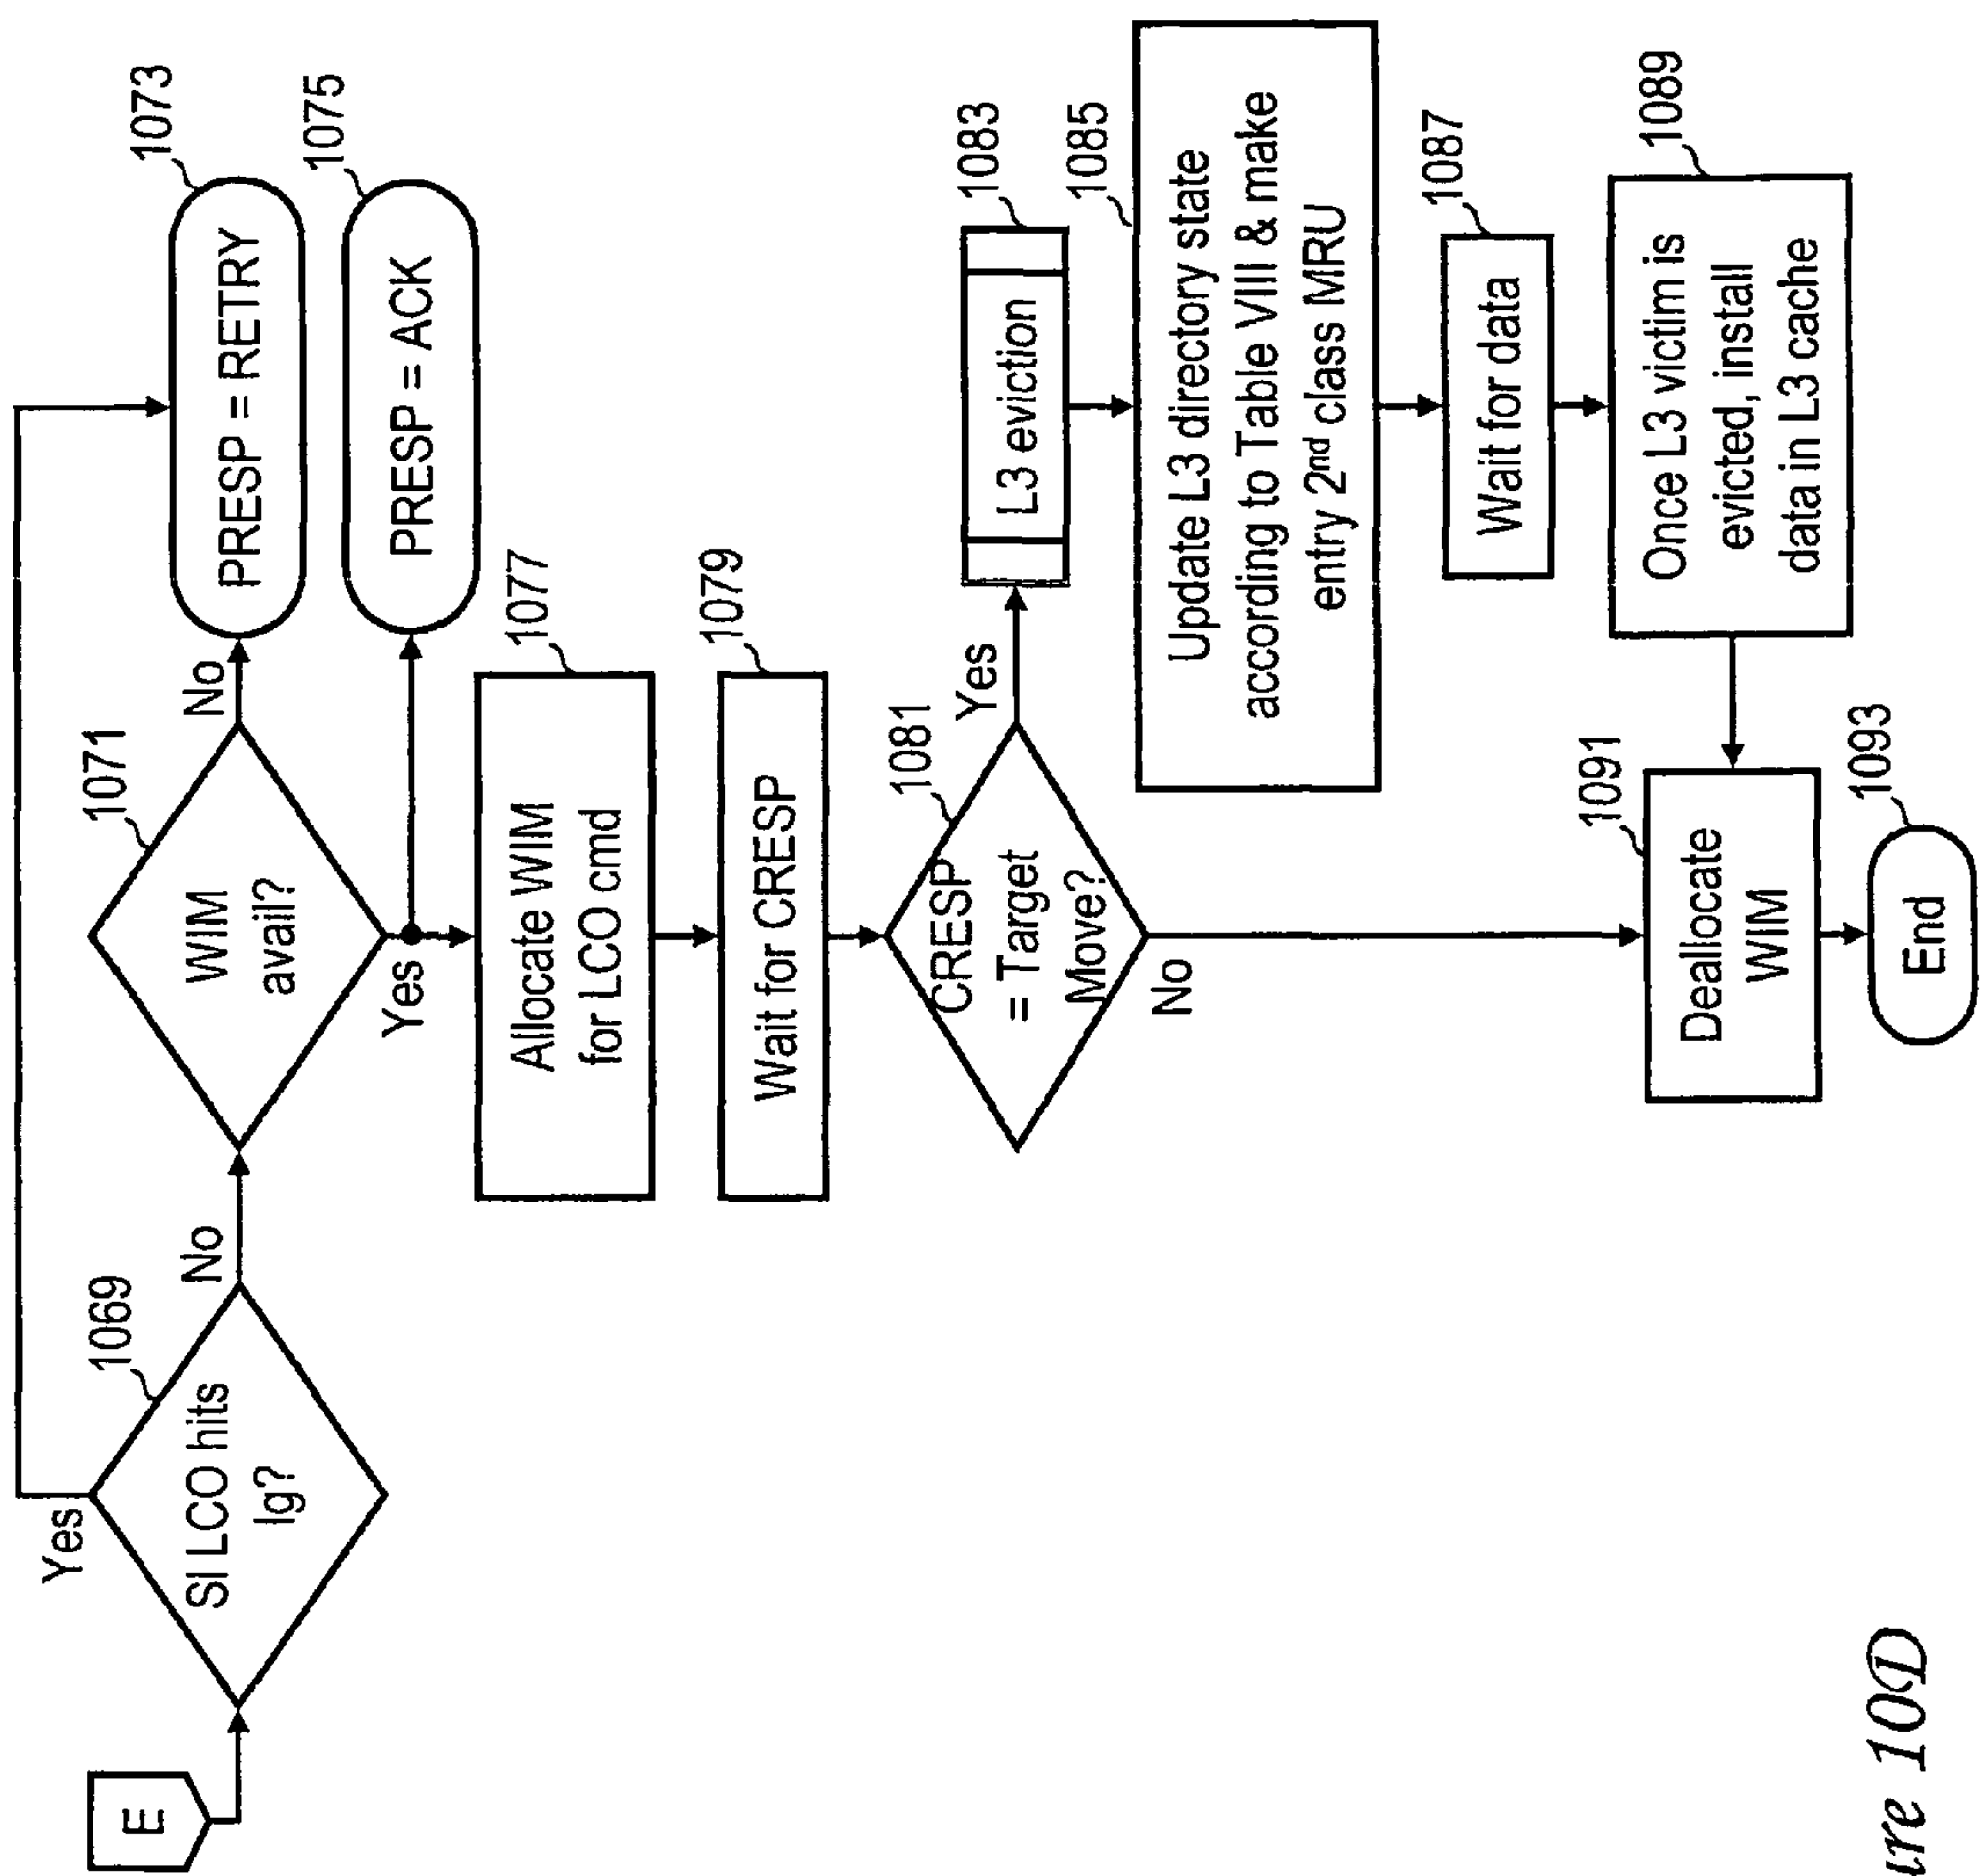 E
1069
SI LCO hits
Ig?
Yes
No
1071
WIM
avail?
No
Yes
1073
PRESP = RETRY
1075
PRESP = ACK
1077
Allocate WIM
for LCO cmd
1079
Wait for CRESP
1081
CRESP
= Target
Move?
Yes
No
1083
L3 eviction
1085
Update L3 directory state
according to Table VIII & make
entry 2nd class MRU
1087
Wait for data
1089
Once L3 victim is
evicted, install
data in L3 cache
1091
Deallocate
WIM
1093
End
10D